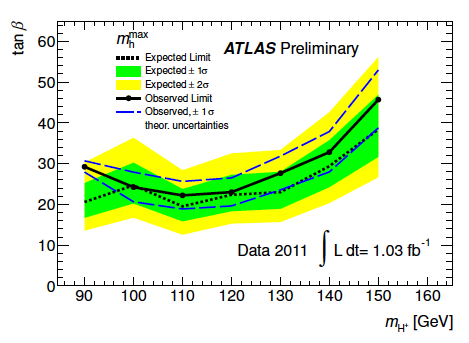 tan β
60
50
40
30
20
10
0
m_h^max
ATLAS Preliminary
Expected Limit
Expected ± 1σ
Expected ± 2σ
Observed Limit
Observed, ± 1σ
theor. uncertainties
Data 2011 ∫ L dt= 1.03 fb⁻¹
90 100 110 120 130 140 150 160
m_H⁺ [GeV]